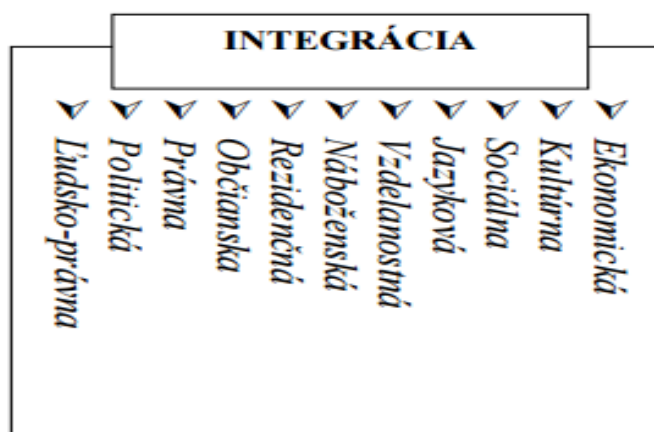 INTEGRÁCIA
Ekonomická
Kultúrna
Sociálna
Jazyková
Vzdelanostná
Náboženská
Rezidenčná
Občianska
Právna
Politická
Ľudsko-právna